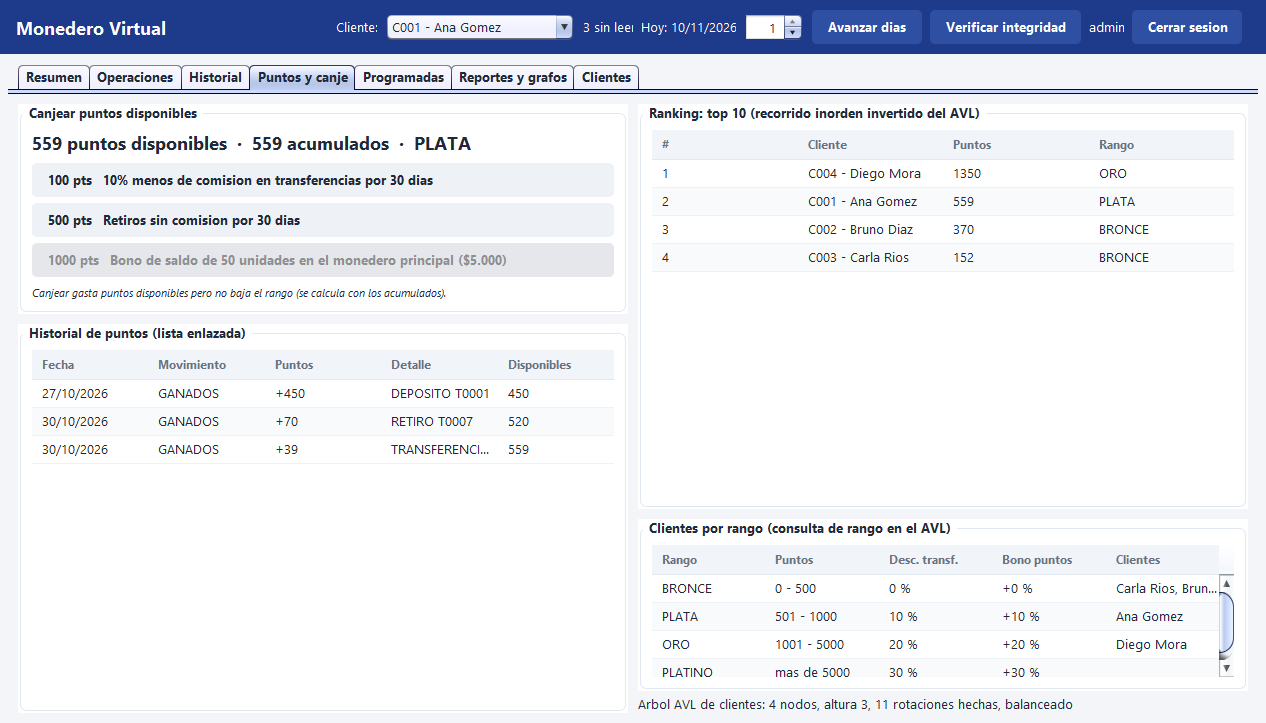 Monedero Virtual
Cliente: C001 - Ana Gomez 3 sin leer Hoy: 10/11/2026 1 Avanzar dias Verificar integridad admin Cerrar sesion
Resumen Operaciones Historial Puntos y canje Programadas Reportes y grafos Clientes
Canjear puntos disponibles
559 puntos disponibles · 559 acumulados · PLATA
100 pts 10% menos de comision en transferencias por 30 dias
500 pts Retiros sin comision por 30 dias
1000 pts Bono de saldo de 50 unidades en el monedero principal ($5.000)
Canjear gasta puntos disponibles pero no baja el rango (se calcula con los acumulados).
Historial de puntos (lista enlazada)
Fecha Movimiento Puntos Detalle Disponibles
27/10/2026 GANADOS +450 DEPOSITO T0001 450
30/10/2026 GANADOS +70 RETIRO T0007 520
30/10/2026 GANADOS +39 TRANSFERENCI... 559
Ranking: top 10 (recorrido inorden invertido del AVL)
# Cliente Puntos Rango
1 C004 - Diego Mora 1350 ORO
2 C001 - Ana Gomez 559 PLATA
3 C002 - Bruno Diaz 370 BRONCE
4 C003 - Carla Rios 152 BRONCE
Clientes por rango (consulta de rango en el AVL)
Rango Puntos Desc. transf. Bono puntos Clientes
BRONCE 0 - 500 0 % +0 % Carla Rios, Brun...
PLATA 501 - 1000 10 % +10 % Ana Gomez
ORO 1001 - 5000 20 % +20 % Diego Mora
PLATINO mas de 5000 30 % +30 %
Arbol AVL de clientes: 4 nodos, altura 3, 11 rotaciones hechas, balanceado